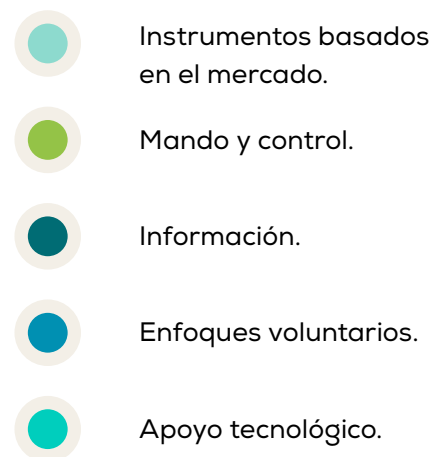 Instrumentos basados
en el mercado.
Mando y control.
Información.
Enfoques voluntarios.
Apoyo tecnológico.